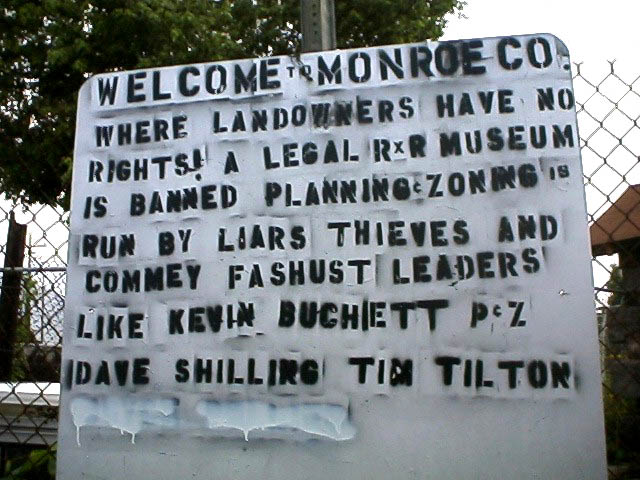 WELCOME TO MONROE CO.
WHERE LANDOWNERS HAVE NO
RIGHTS! A LEGAL RxR MUSEUM
IS BANNED PLANNING & ZONING IS
RUN BY LIARS THIEVES AND
COMMEY FASHUST LEADERS
LIKE KEVIN BUCHETT P & Z
DAVE SHILLING TIM TILTON